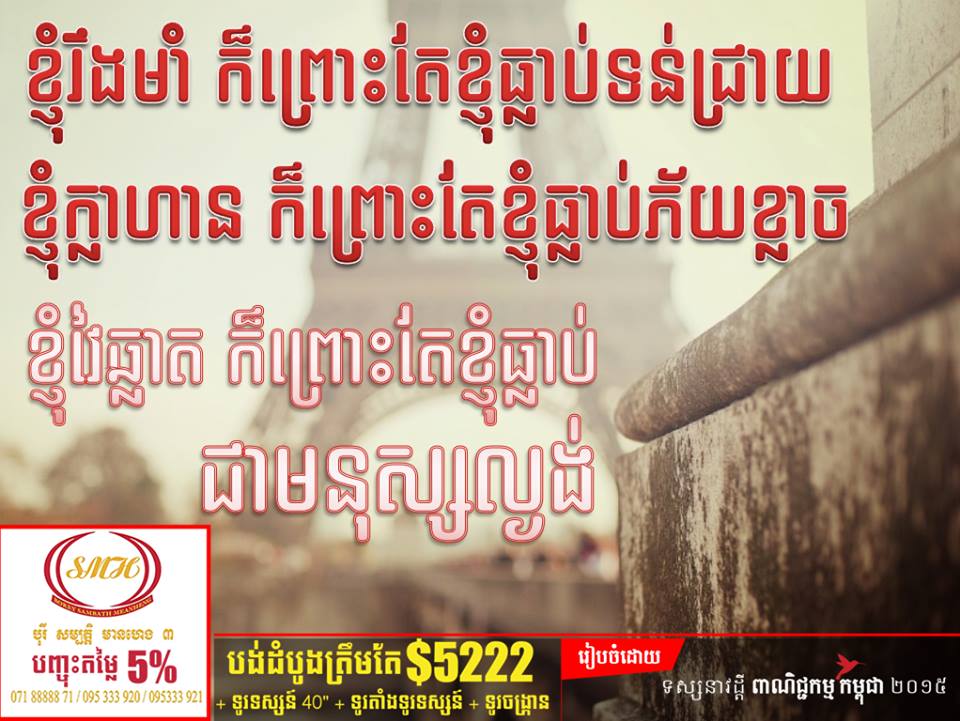 ខ្ញុំរឹងមាំ ក៏ព្រោះតែខ្ញុំធ្លាប់ទន់ជ្រាយ
ខ្ញុំក្លាហាន ក៏ព្រោះតែខ្ញុំធ្លាប់ភ័យខ្លាច
ខ្ញុំវៃឆ្លាត ក៏ព្រោះតែខ្ញុំធ្លាប់
ជាមនុស្សល្ងង់
SMH
SOKEY SAMBATH MEANHENG
បុរី សម្បត្តិ មានហេង ៣
បញ្ចុះតម្លៃ 5%
071 88888 71 / 095 333 920 / 095333 921
បង់ដំបូងត្រឹមតែ $5222
+ ទូរទស្សន៍ 40" + ទូរតាំងទូរទស្សន៍ + ទូរចង្ក្រាន
រៀបចំដោយ
ទស្សនាវដ្តី ពាណិជ្ជកម្ម កម្ពុជា ២០១៥